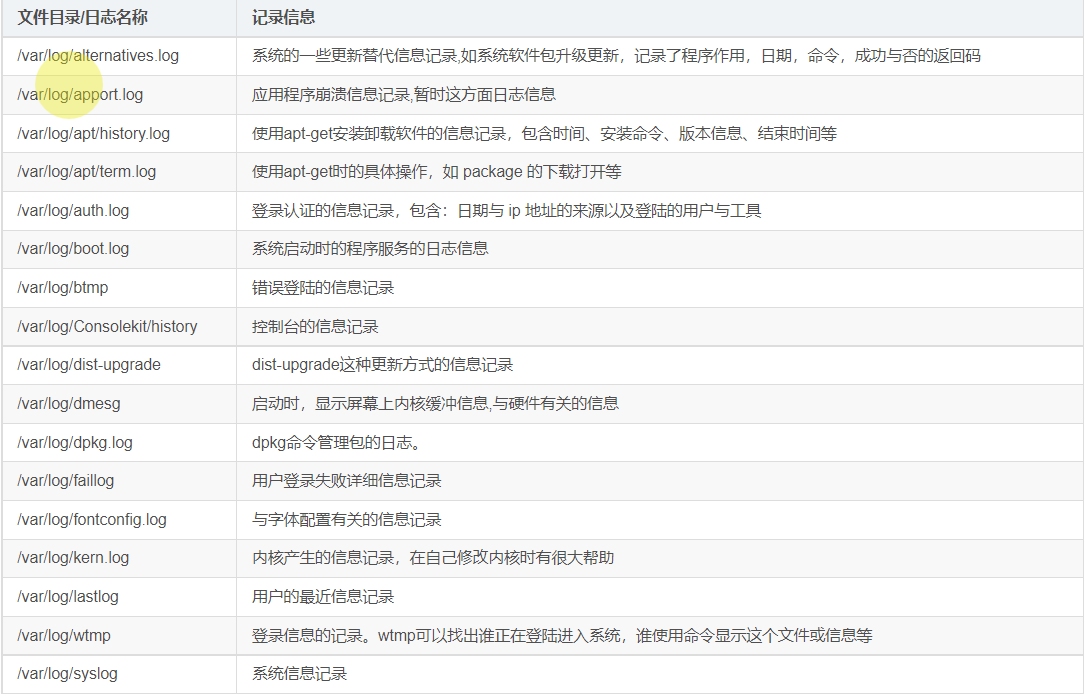 文件目录/日志名称 记录信息
/var/log/alternatives.log 系统的一些更新替代信息记录,如系统软件包升级更新，记录了程序作用，日期，命令，成功与否的返回码
/var/log/apport.log 应用程序崩溃信息记录,暂时这方面日志信息
/var/log/apt/history.log 使用apt-get安装卸载软件的信息记录，包含时间、安装命令、版本信息、结束时间等
/var/log/apt/term.log 使用apt-get时的具体操作，如 package 的下载打开等
/var/log/auth.log 登录认证的信息记录，包含：日期与 ip 地址的来源以及登陆的用户与工具
/var/log/boot.log 系统启动时的程序服务的日志信息
/var/log/btmp 错误登陆的信息记录
/var/log/Consolekit/history 控制台的信息记录
/var/log/dist-upgrade dist-upgrade这种更新方式的信息记录
/var/log/dmesg 启动时，显示屏幕上内核缓冲信息,与硬件有关的信息
/var/log/dpkg.log dpkg命令管理包的日志。
/var/log/faillog 用户登录失败详细信息记录
/var/log/fontconfig.log 与字体配置有关的信息记录
/var/log/kern.log 内核产生的信息记录，在自己修改内核时有很大帮助
/var/log/lastlog 用户的最近信息记录
/var/log/wtmp 登录信息的记录。wtmp可以找出谁正在登陆进入系统，谁使用命令显示这个文件或信息等
/var/log/syslog 系统信息记录